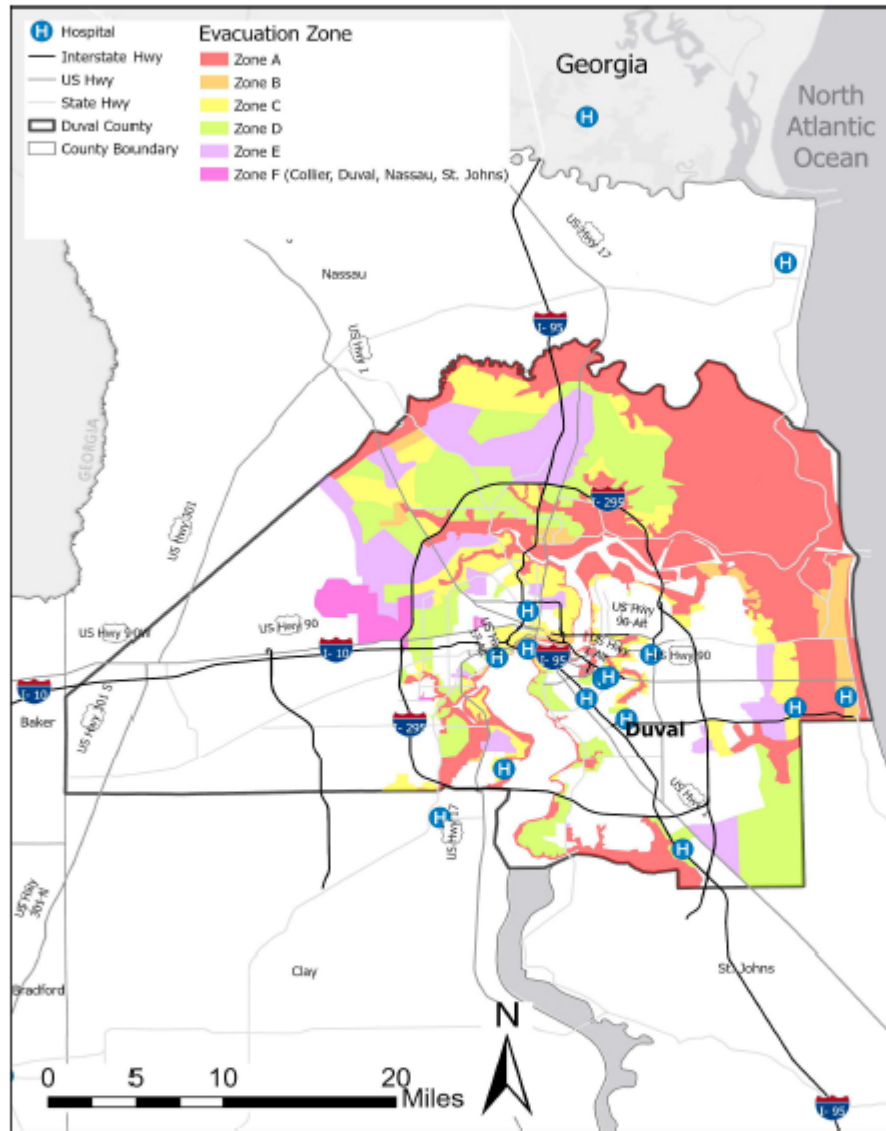 Hospital
Interstate Hwy
US Hwy
State Hwy
Duval County
County Boundary
Evacuation Zone
Zone A
Zone B
Zone C
Zone D
Zone E
Zone F (Collier, Duval, Nassau, St. Johns)
Georgia
H
North
Atlantic
Ocean
US Hwy 17
H
Nassau
I-95
US Hwy 1
GEORGIA
I-295
US Hwy 301
US Hwy 90W
US Hwy 90
H
US Hwy
90-Alt
I-10
H
H
I-95
H
US Hwy 90
I-10
Baker
US Hwy 301 S
I-295
H
H
H
H
H
Duval
H
H
US Hwy 17
US Hwy 1
H
US Hwy
301-N
Clay
St. Johns
Bradford
N
0 5 10 20
Miles
I-95